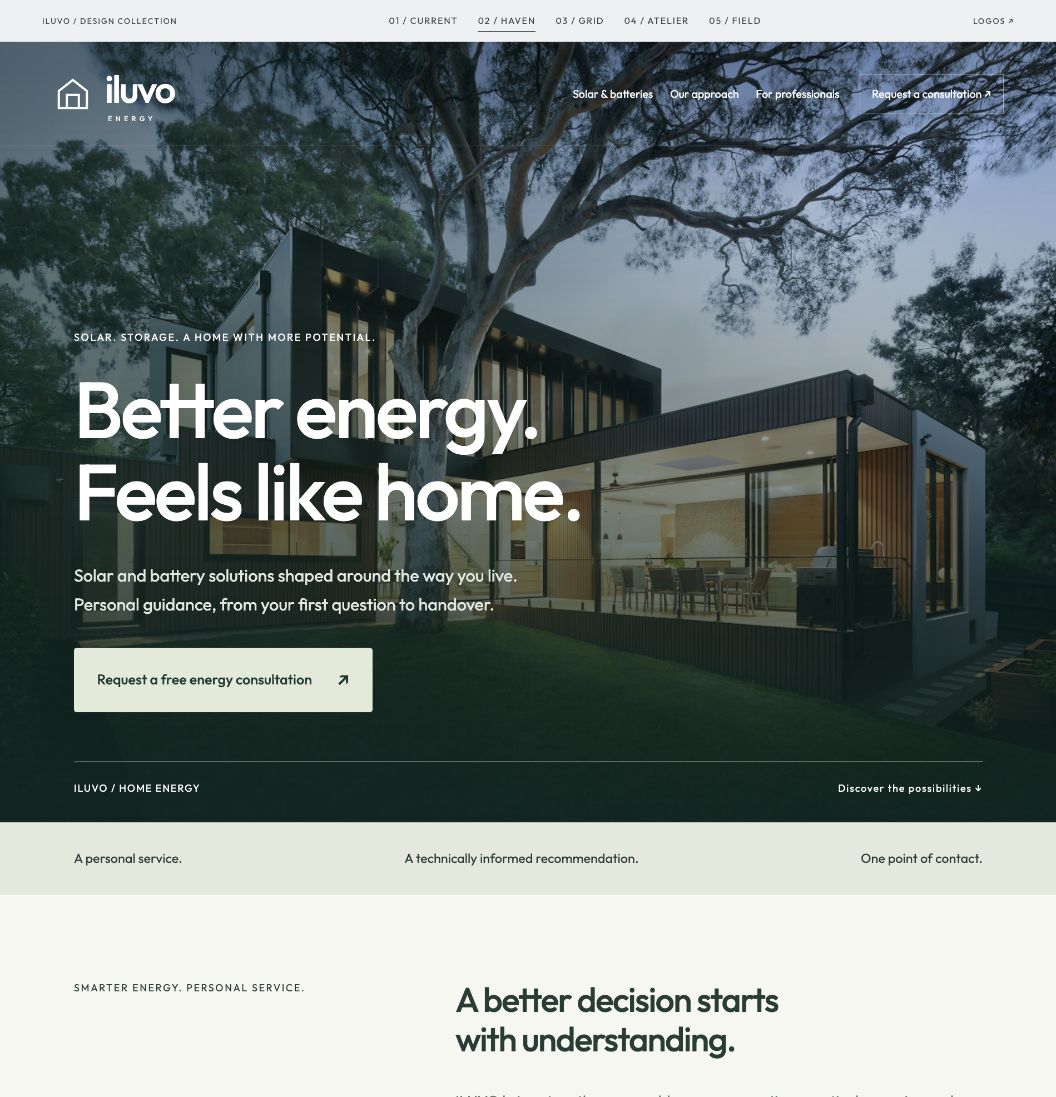 ILUVO / DESIGN COLLECTION
01 / CURRENT
02 / HAVEN
03 / GRID
04 / ATELIER
05 / FIELD
LOGOS ↗
iluvo
ENERGY
Solar & batteries
Our approach
For professionals
Request a consultation ↗
SOLAR. STORAGE. A HOME WITH MORE POTENTIAL.
Better energy.
Feels like home.
Solar and battery solutions shaped around the way you live.
Personal guidance, from your first question to handover.
Request a free energy consultation ↗
ILUVO / HOME ENERGY
Discover the possibilities ↓
A personal service.
A technically informed recommendation.
One point of contact.
SMARTER ENERGY. PERSONAL SERVICE.
A better decision starts
with understanding.